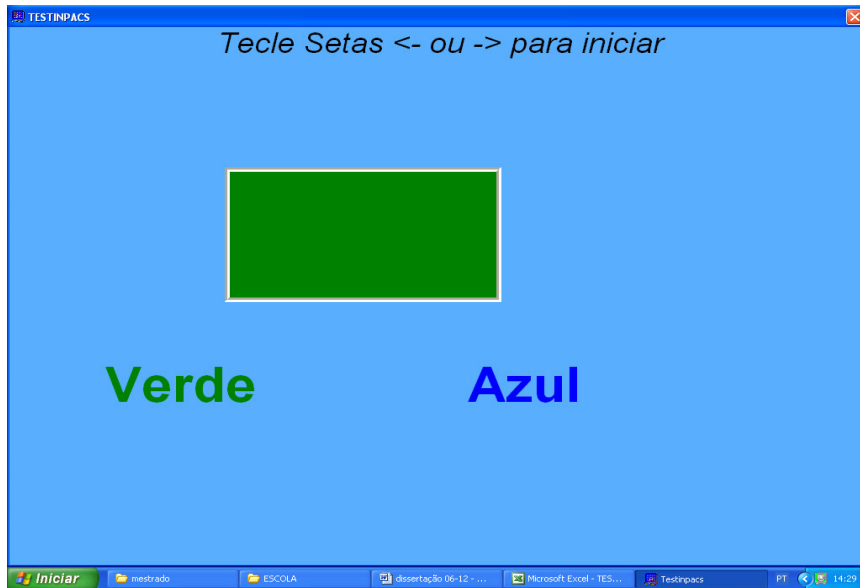 TESTINPACS
Tecle Setas <- ou -> para iniciar
Verde Azul
Iniciar mestrado ESCOLA dissertação 06-12 - ... Microsoft Excel - TES... Testinpacs PT 14:29